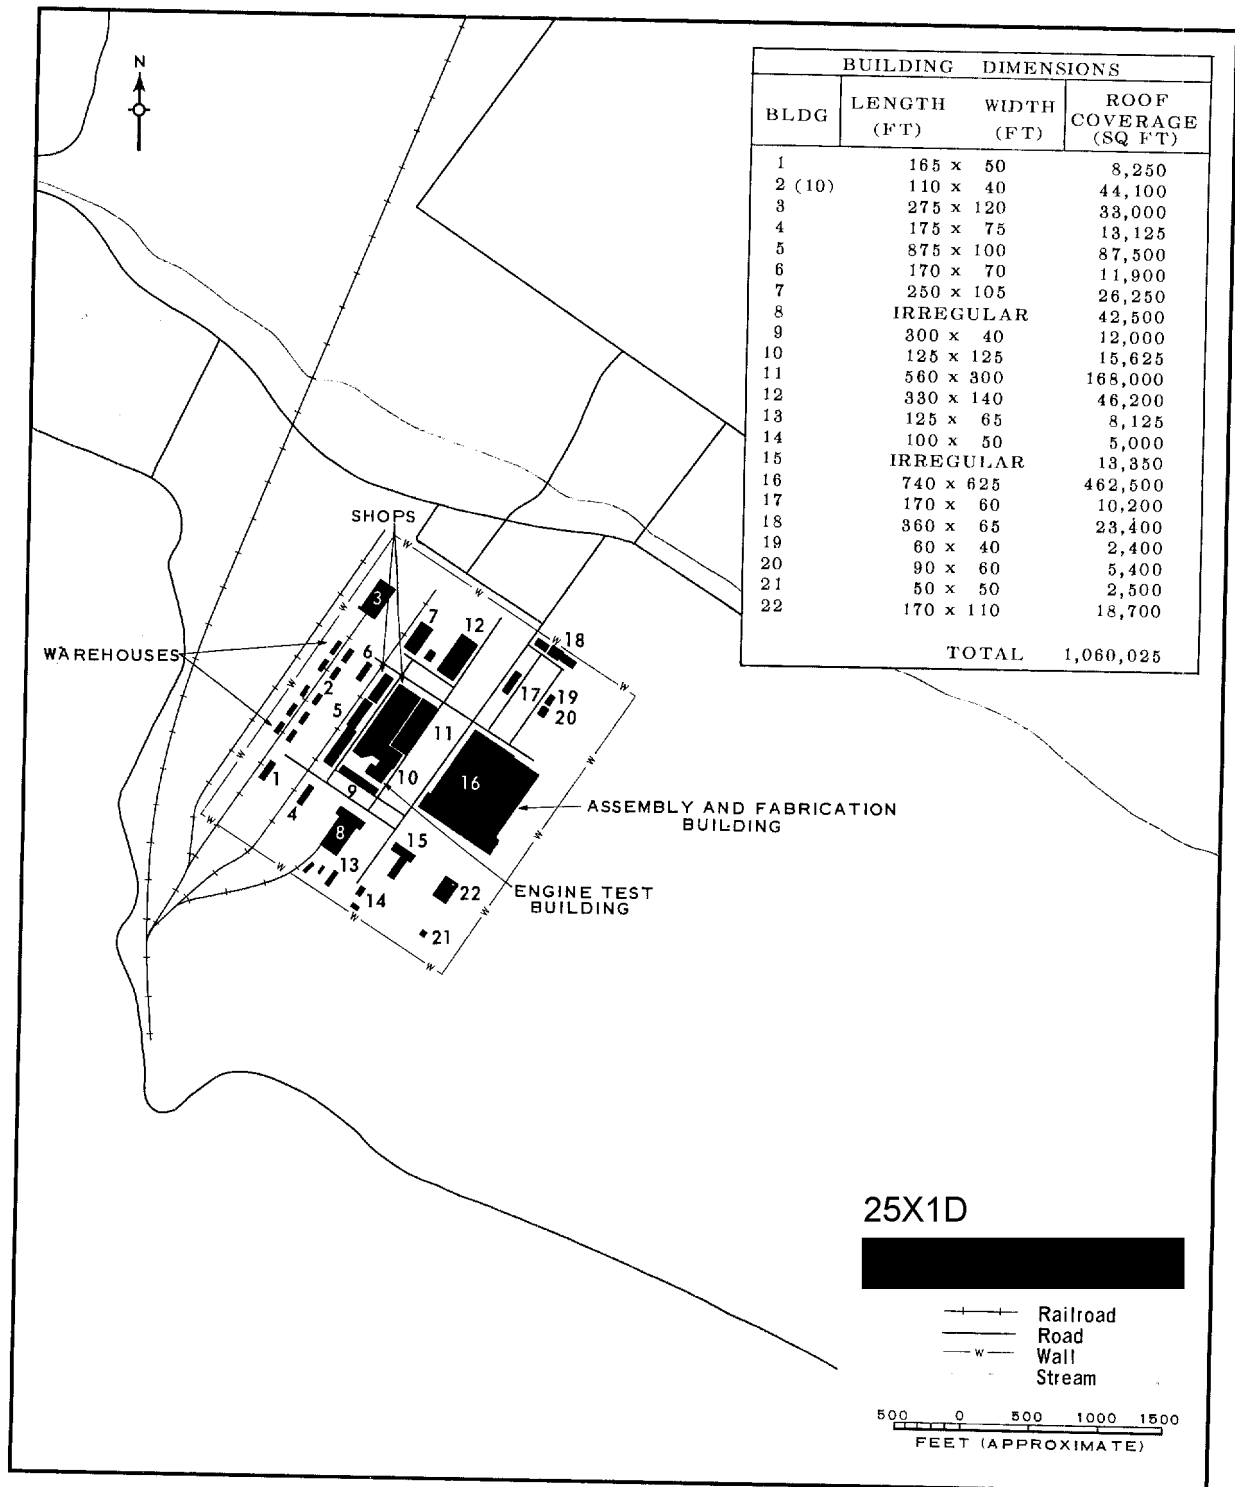 N
BUILDING DIMENSIONS
BLDG LENGTH (FT) WIDTH (FT) ROOF COVERAGE (SQ FT)
1 165 x 50 8,250
2 (10) 110 x 40 44,100
3 275 x 120 33,000
4 175 x 75 13,125
5 875 x 100 87,500
6 170 x 70 11,900
7 250 x 105 26,250
8 IRREGULAR 42,500
9 300 x 40 12,000
10 125 x 125 15,625
11 560 x 300 168,000
12 330 x 140 46,200
13 125 x 65 8,125
14 100 x 50 5,000
15 IRREGULAR 13,350
16 740 x 625 462,500
17 170 x 60 10,200
18 360 x 65 23,400
19 60 x 40 2,400
20 90 x 60 5,400
21 50 x 50 2,500
22 170 x 110 18,700
TOTAL 1,060,025
SHOPS
W
W
W
W
3
7
12
18
WAREHOUSES
6
2
17
19
20
W
W
5
11
W
W
1
16
10
9
4
ASSEMBLY AND FABRICATION
BUILDING
8
15
W
W
13
14
22
ENGINE TEST
BUILDING
W
W
21
W
25X1D
Railroad
Road
W Wall
Stream
500 0 500 1000 1500
FEET (APPROXIMATE)